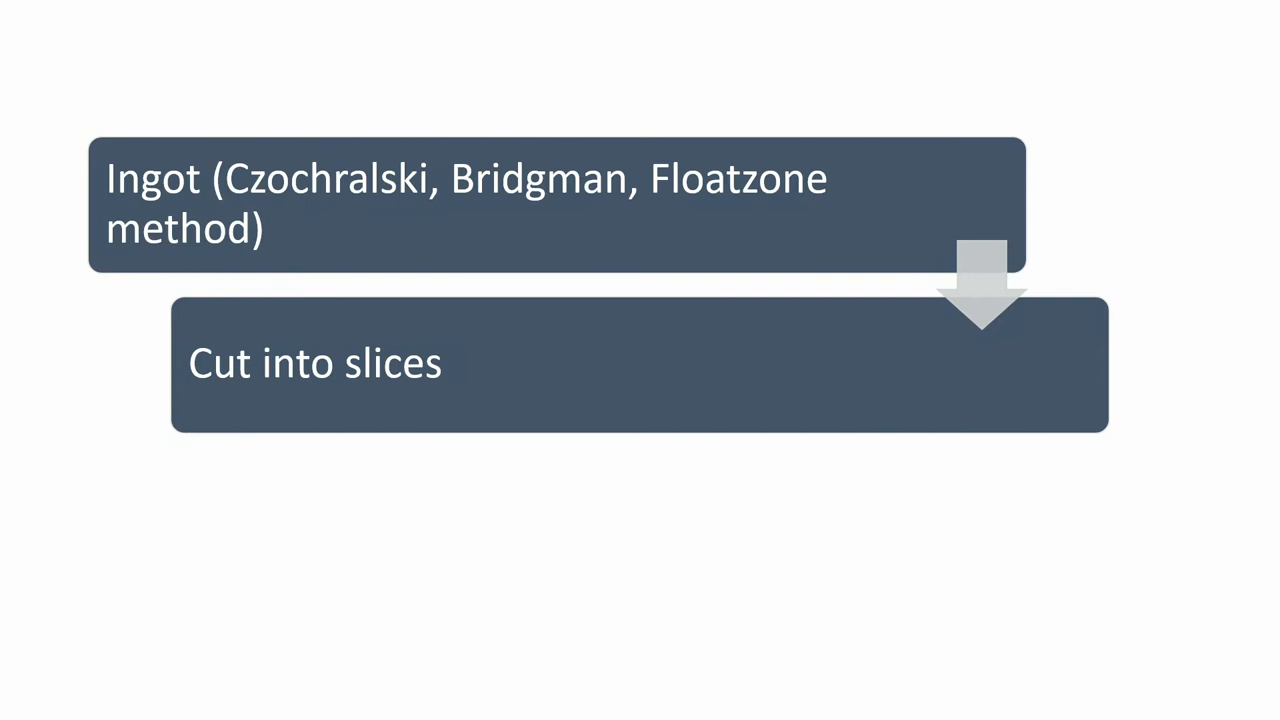 Ingot (Czochralski, Bridgman, Floatzone
method)
Cut into slices